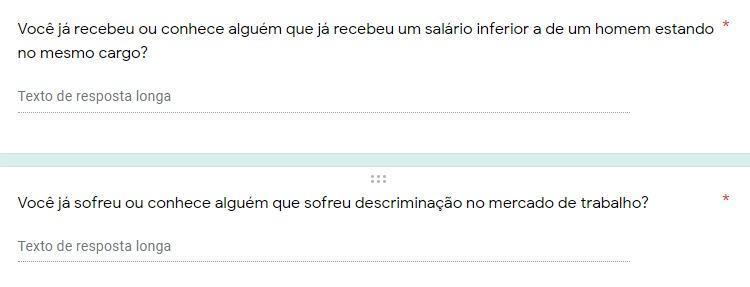 Você já recebeu ou conhece alguém que já recebeu um salário inferior a de um homem estando *
no mesmo cargo?
Texto de resposta longa
Você já sofreu ou conhece alguém que sofreu descriminação no mercado de trabalho? *
Texto de resposta longa